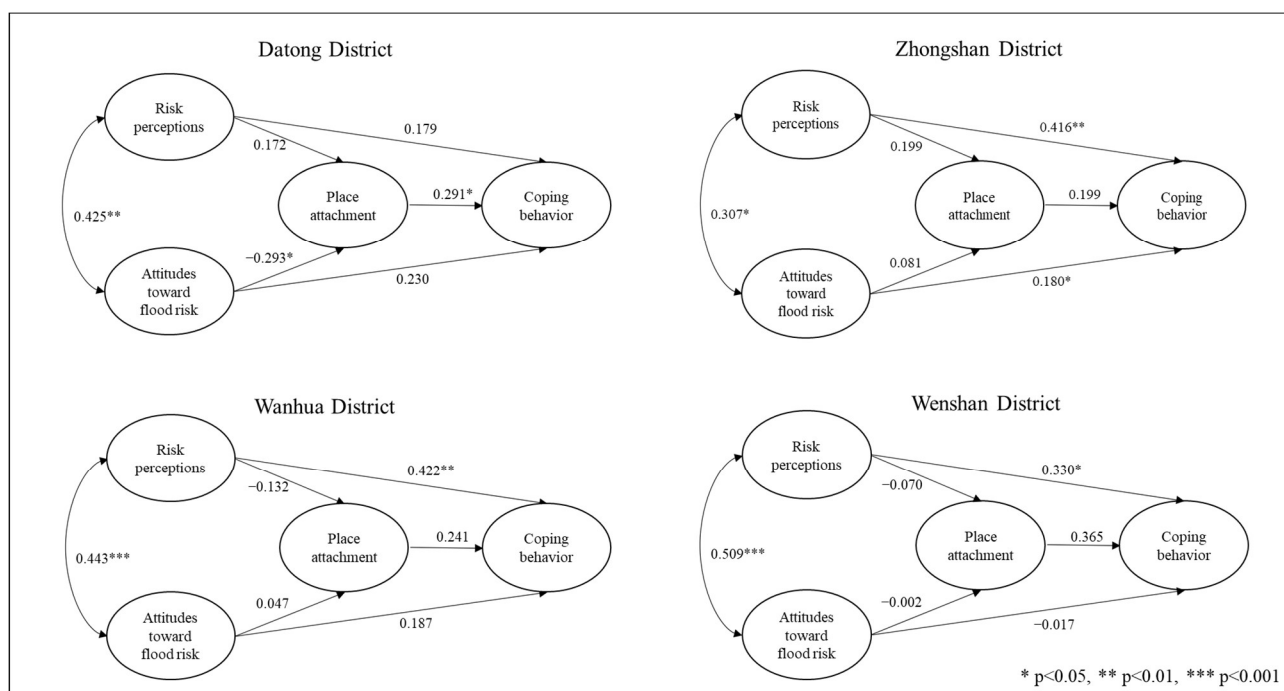 Datong District
Risk
perceptions
0.179
0.172
Place
attachment
0.291*
Coping
behavior
0.425**
−0.293*
Attitudes
toward
flood risk
0.230
Zhongshan District
Risk
perceptions
0.416**
0.199
Place
attachment
0.199
Coping
behavior
0.307*
0.081
Attitudes
toward
flood risk
0.180*
Wanhua District
Risk
perceptions
0.422**
−0.132
Place
attachment
0.241
Coping
behavior
0.443***
0.047
Attitudes
toward
flood risk
0.187
Wenshan District
Risk
perceptions
0.330*
−0.070
Place
attachment
0.365
Coping
behavior
0.509***
−0.002
Attitudes
toward
flood risk
−0.017
* p<0.05, ** p<0.01, *** p<0.001